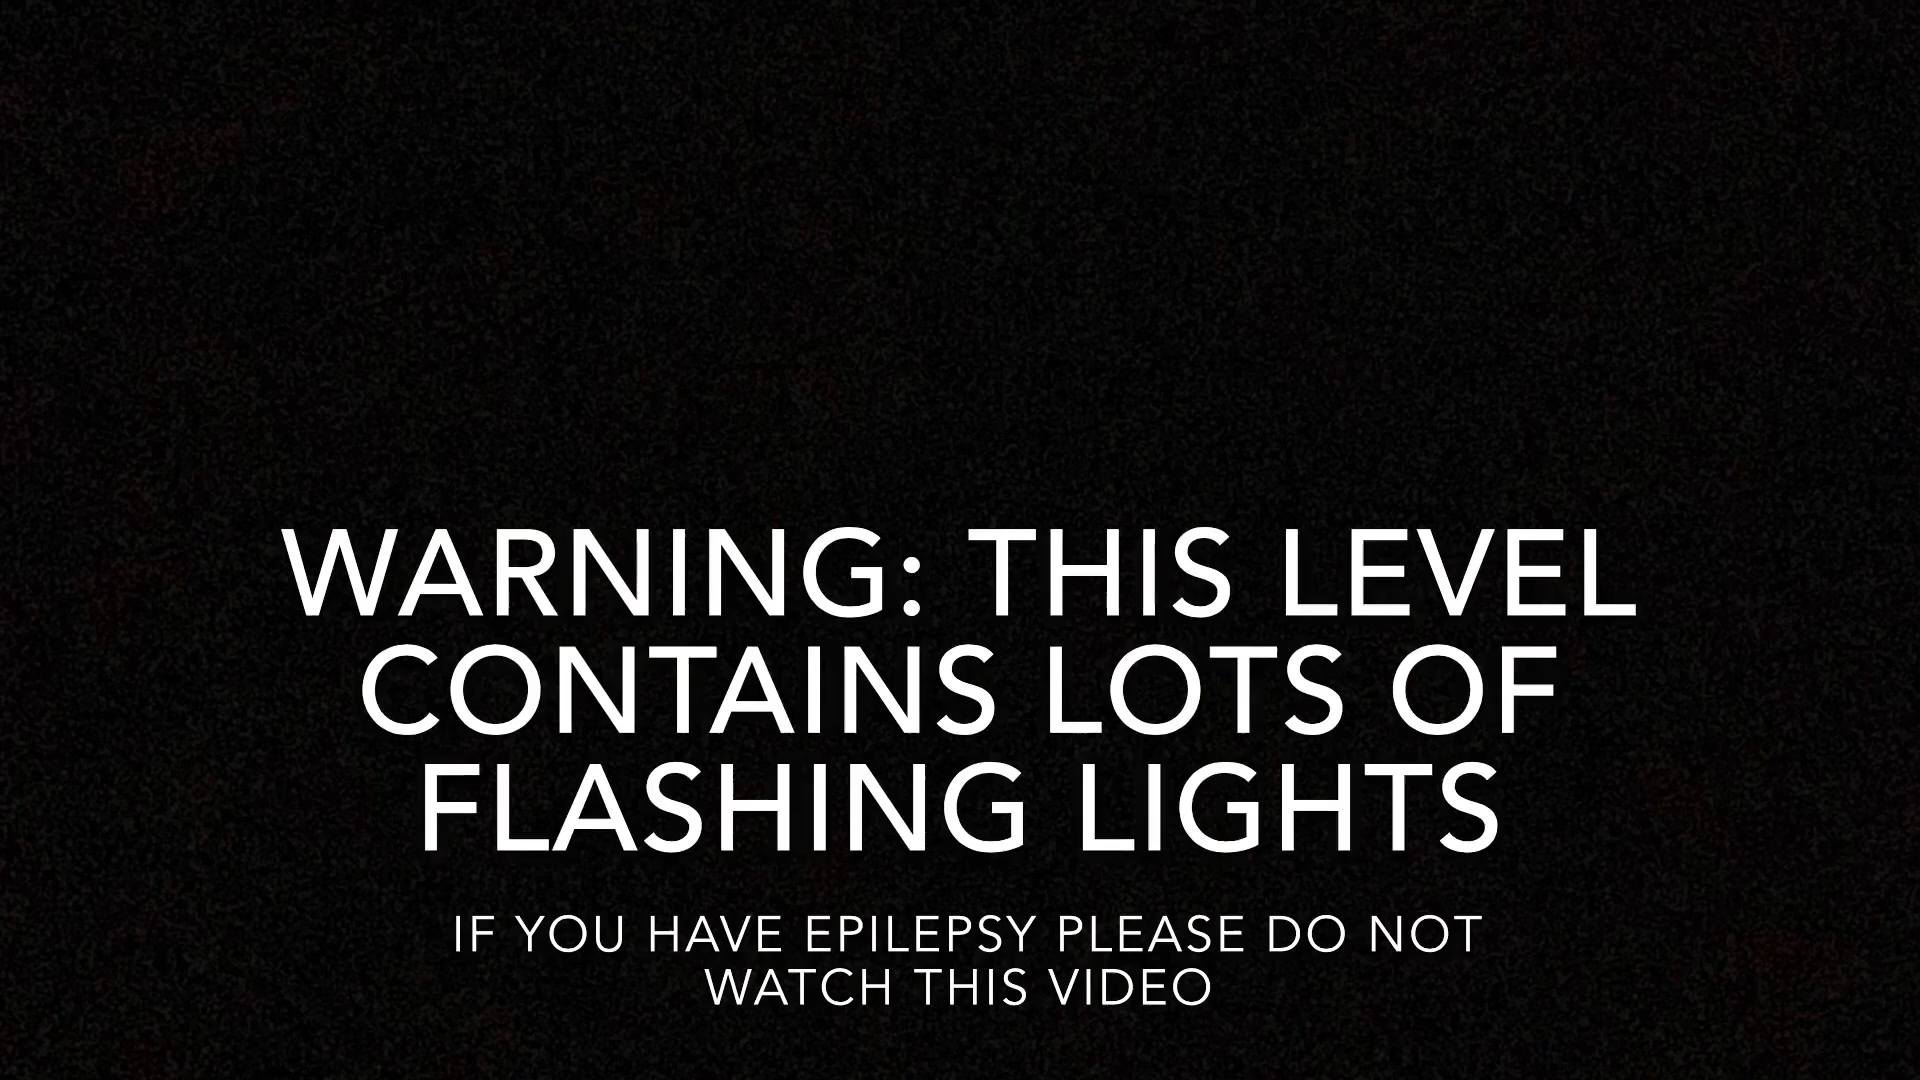 WARNING: THIS LEVEL
CONTAINS LOTS OF
FLASHING LIGHTS
IF YOU HAVE EPILEPSY PLEASE DO NOT
WATCH THIS VIDEO